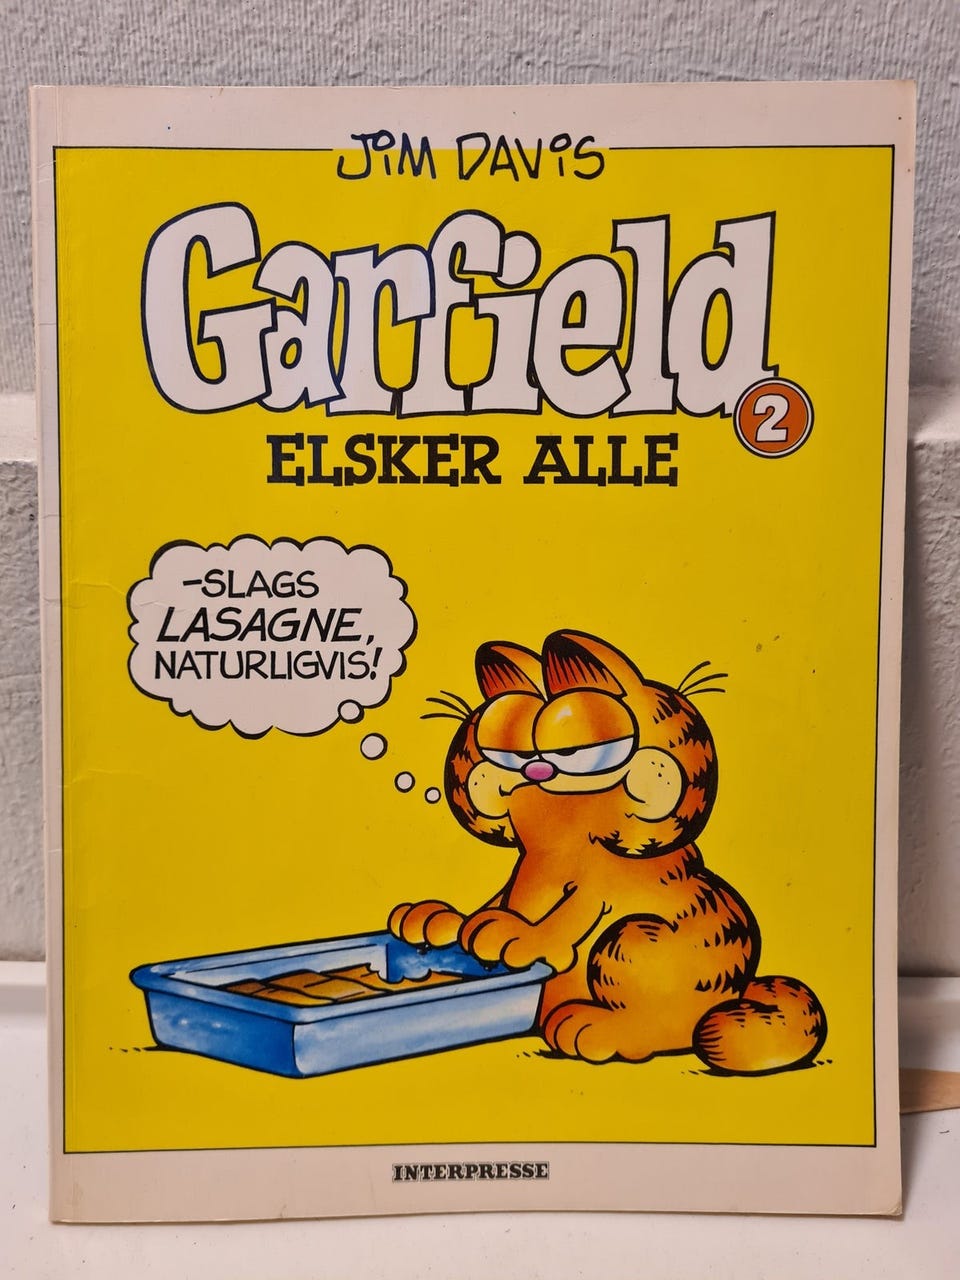 JiM DAViS
Garfield
2
ELSKER ALLE
-SLAGS
LASAGNE,
NATURLIGVIS!
INTERPRESSE